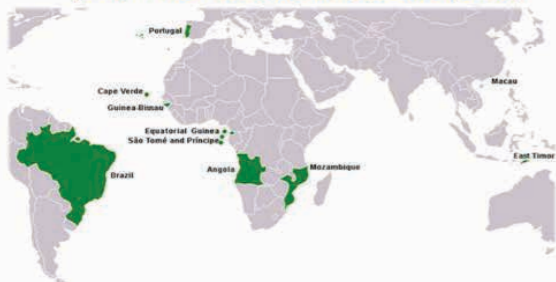 Portugal
Macau
Cape Verde
Guinea-Bissau
Equatorial Guinea
São Tomé and Príncipe
East Timor
Angola
Mozambique
Brazil